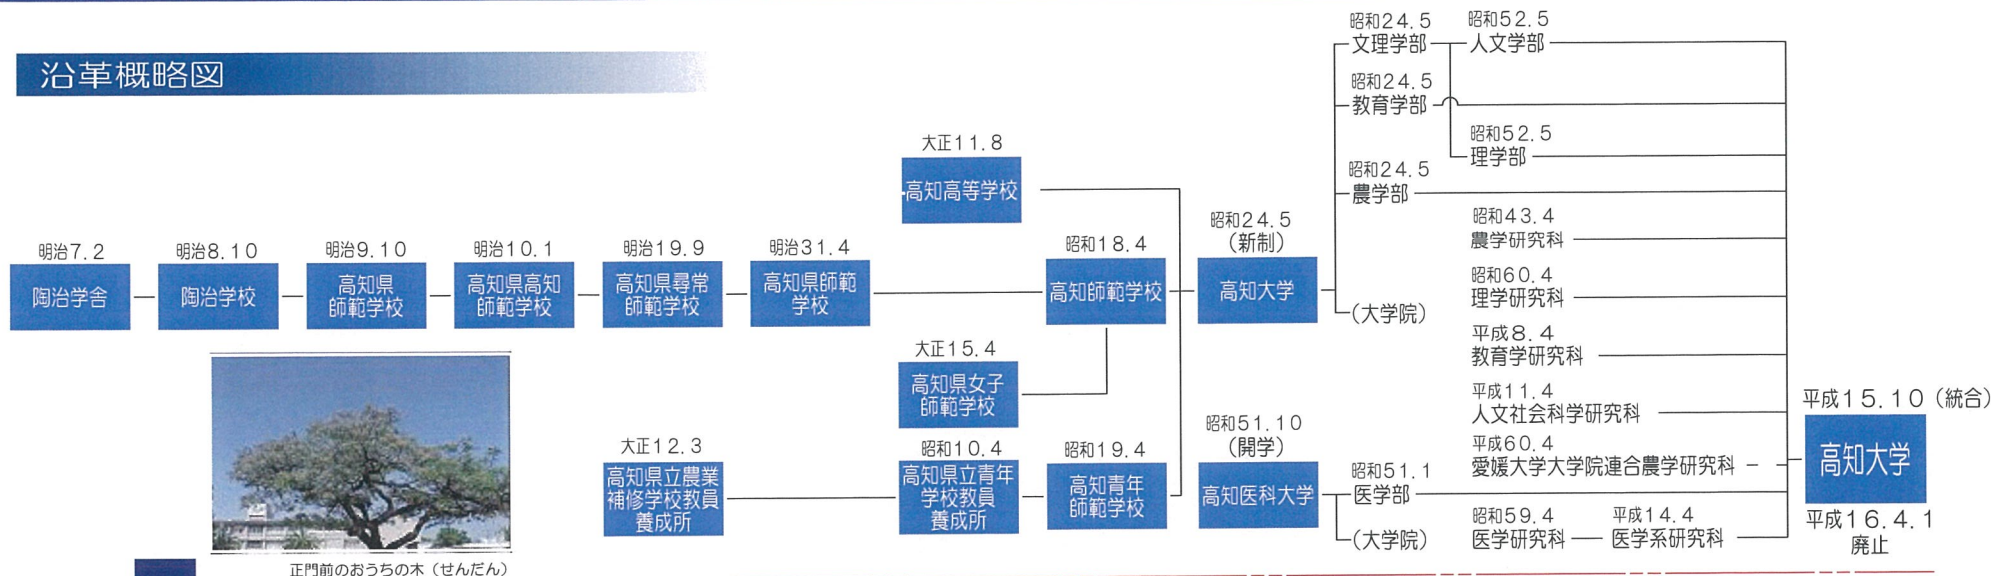 沿革概略図
明治7.2
陶冶学舎
明治8.10
陶冶学校
明治9.10
高知県
師範学校
明治10.1
高知県高知
師範学校
明治19.9
高知県尋常
師範学校
明治31.4
高知県師範
学校
大正11.8
高知高等学校
昭和18.4
高知師範学校
大正15.4
高知県女子
師範学校
大正12.3
高知県立農業
補修学校教員
養成所
昭和10.4
高知県立青年
学校教員
養成所
昭和19.4
高知青年
師範学校
昭和24.5
(新制)
高知大学
昭和51.10
(開学)
高知医科大学
昭和24.5
文理学部
昭和52.5
人文学部
昭和24.5
教育学部
昭和52.5
理学部
昭和24.5
農学部
(大学院)
昭和43.4
農学研究科
昭和60.4
理学研究科
平成8.4
教育学研究科
平成11.4
人文社会科学研究科
平成60.4
愛媛大学大学院連合農学研究科
昭和51.1
医学部
(大学院)
昭和59.4
医学研究科
平成14.4
医学系研究科
平成15.10(統合)
高知大学
平成16.4.1
廃止
正門前のおうちの木(せんだん)